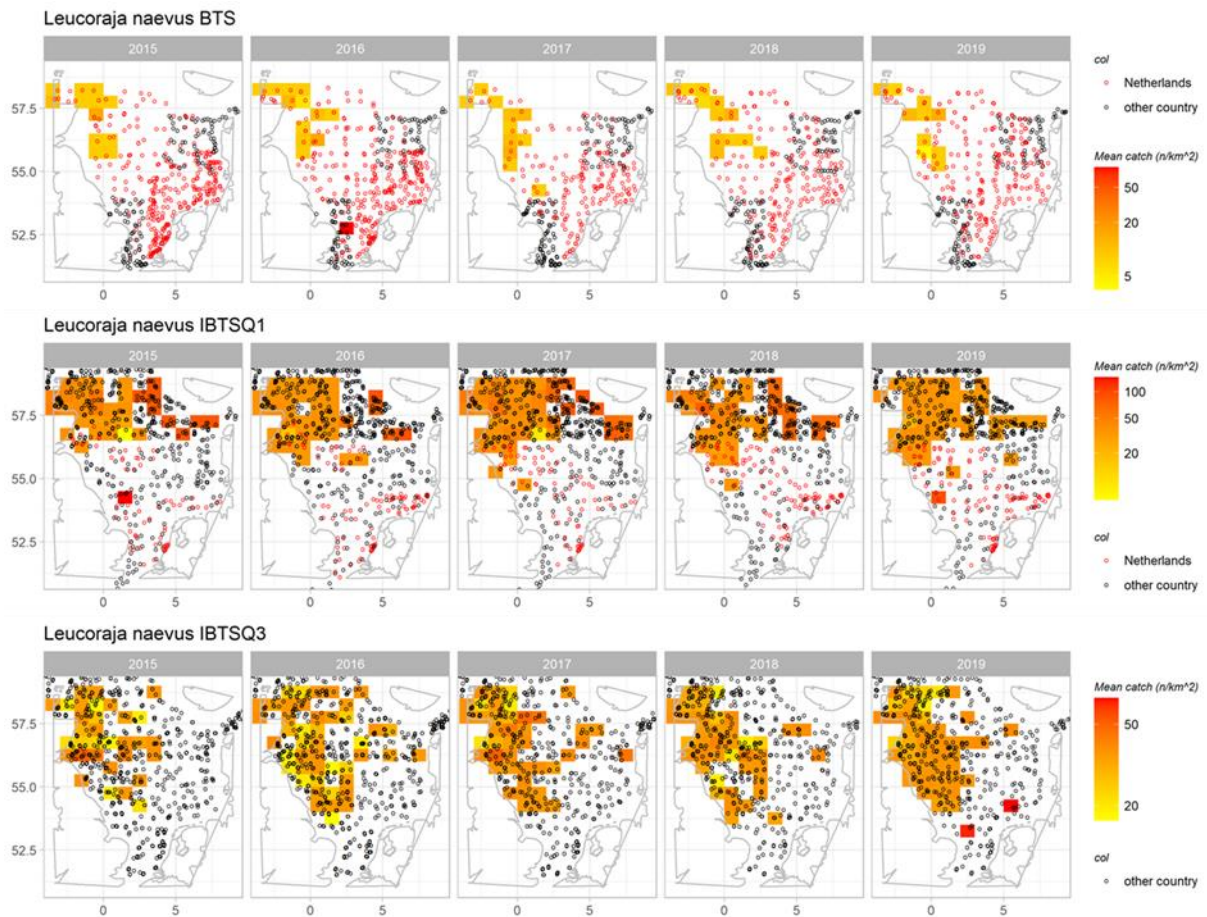 Leucoraja naevus BTS
2015 2016 2017 2018 2019
57.5
55.0
52.5
0 5 0 5 0 5 0 5 0 5
col
Netherlands
other country
Mean catch (n/km^2)
50
20
5
Leucoraja naevus IBTSQ1
2015 2016 2017 2018 2019
57.5
55.0
52.5
0 5 0 5 0 5 0 5 0 5
Mean catch (n/km^2)
100
50
20
col
Netherlands
other country
Leucoraja naevus IBTSQ3
2015 2016 2017 2018 2019
57.5
55.0
52.5
0 5 0 5 0 5 0 5 0 5
Mean catch (n/km^2)
50
20
col
other country